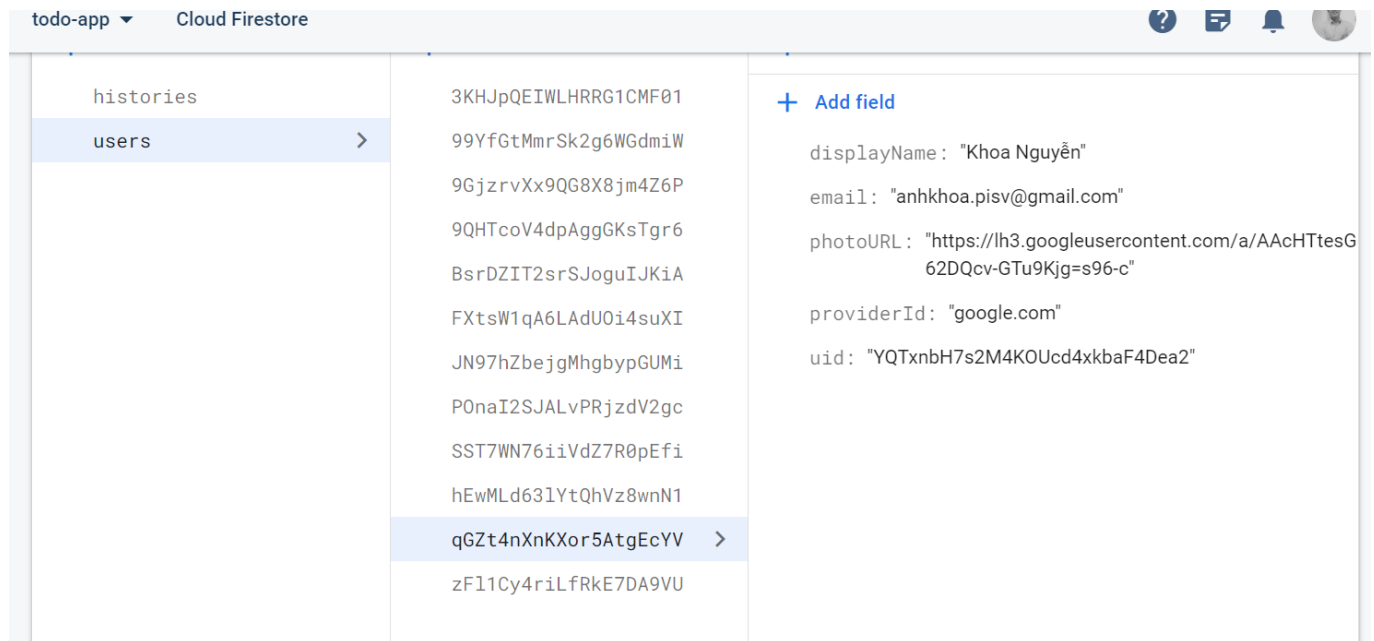 todo-app Cloud Firestore
histories
users
3KHJpQEIWLHRRG1CMF01
99YfGtMmrSk2g6WGdmiW
9GjzrvXx9QG8X8jm4Z6P
9QHTcoV4dpAggGKsTgr6
BsrDZIT2srSJoguIJKiA
FXtsW1qA6LAdUOi4suXI
JN97hZbejgMhgbypGUMi
POnaI2SJALvPRjzdV2gc
SST7WN76iiVdZ7R0pEfi
hEwMLd63lYtQhVz8wnN1
qGZt4nXnKXor5AtgEcYV
zFl1Cy4riLfRkE7DA9VU
Add field
displayName: "Khoa Nguyễn"
email: "anhkhoa.pisv@gmail.com"
photoURL: "https://lh3.googleusercontent.com/a/AAcHTtesG
62DQcv-GTu9Kjg=s96-c"
providerId: "google.com"
uid: "YQTxnbH7s2M4KOUcd4xkbaF4Dea2"